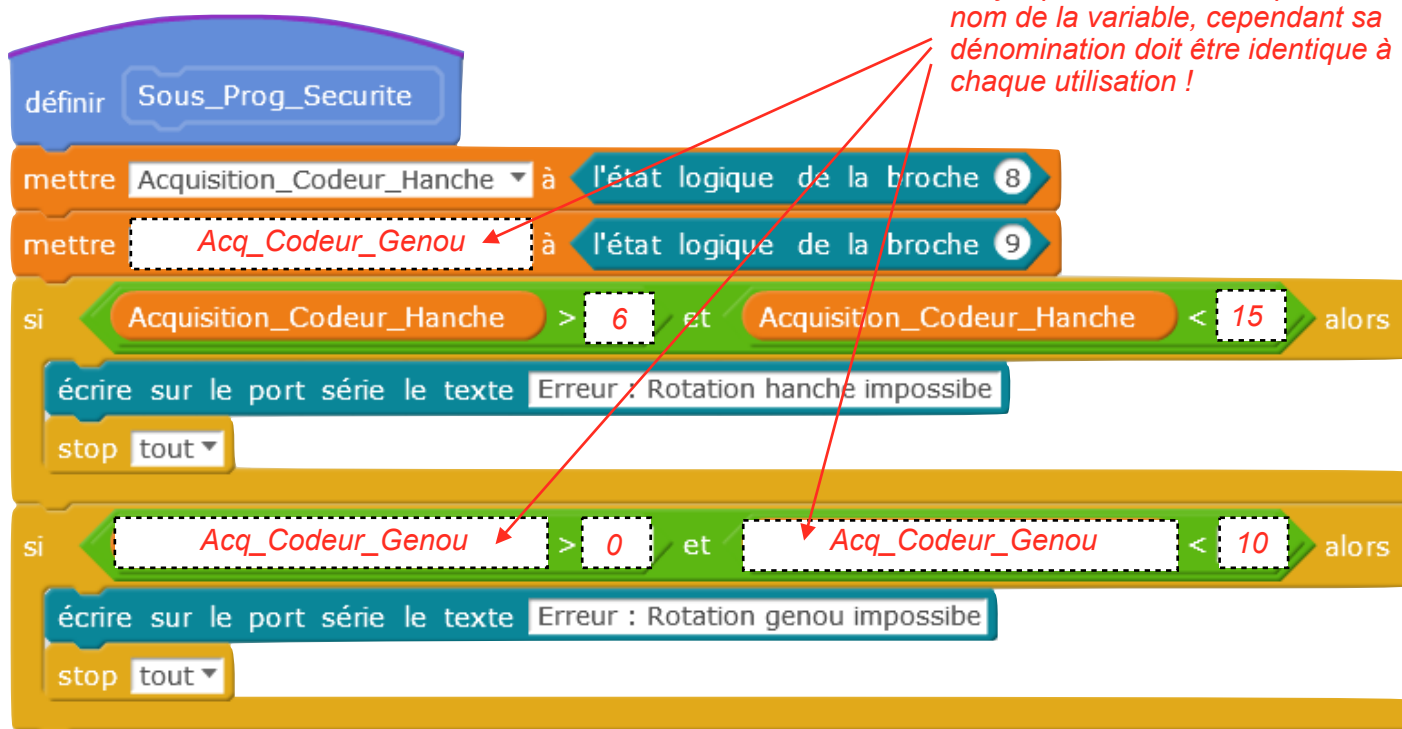 nom de la variable, cependant sa
dénomination doit être identique à
chaque utilisation !
définir Sous_Prog_Securite
mettre Acquisition_Codeur_Hanche à l'état logique de la broche 8
mettre Acq_Codeur_Genou à l'état logique de la broche 9
si Acquisition_Codeur_Hanche > 6 et Acquisition_Codeur_Hanche < 15 alors
écrire sur le port série le texte Erreur : Rotation hanche impossibe
stop tout
si Acq_Codeur_Genou > 0 et Acq_Codeur_Genou < 10 alors
écrire sur le port série le texte Erreur : Rotation genou impossibe
stop tout